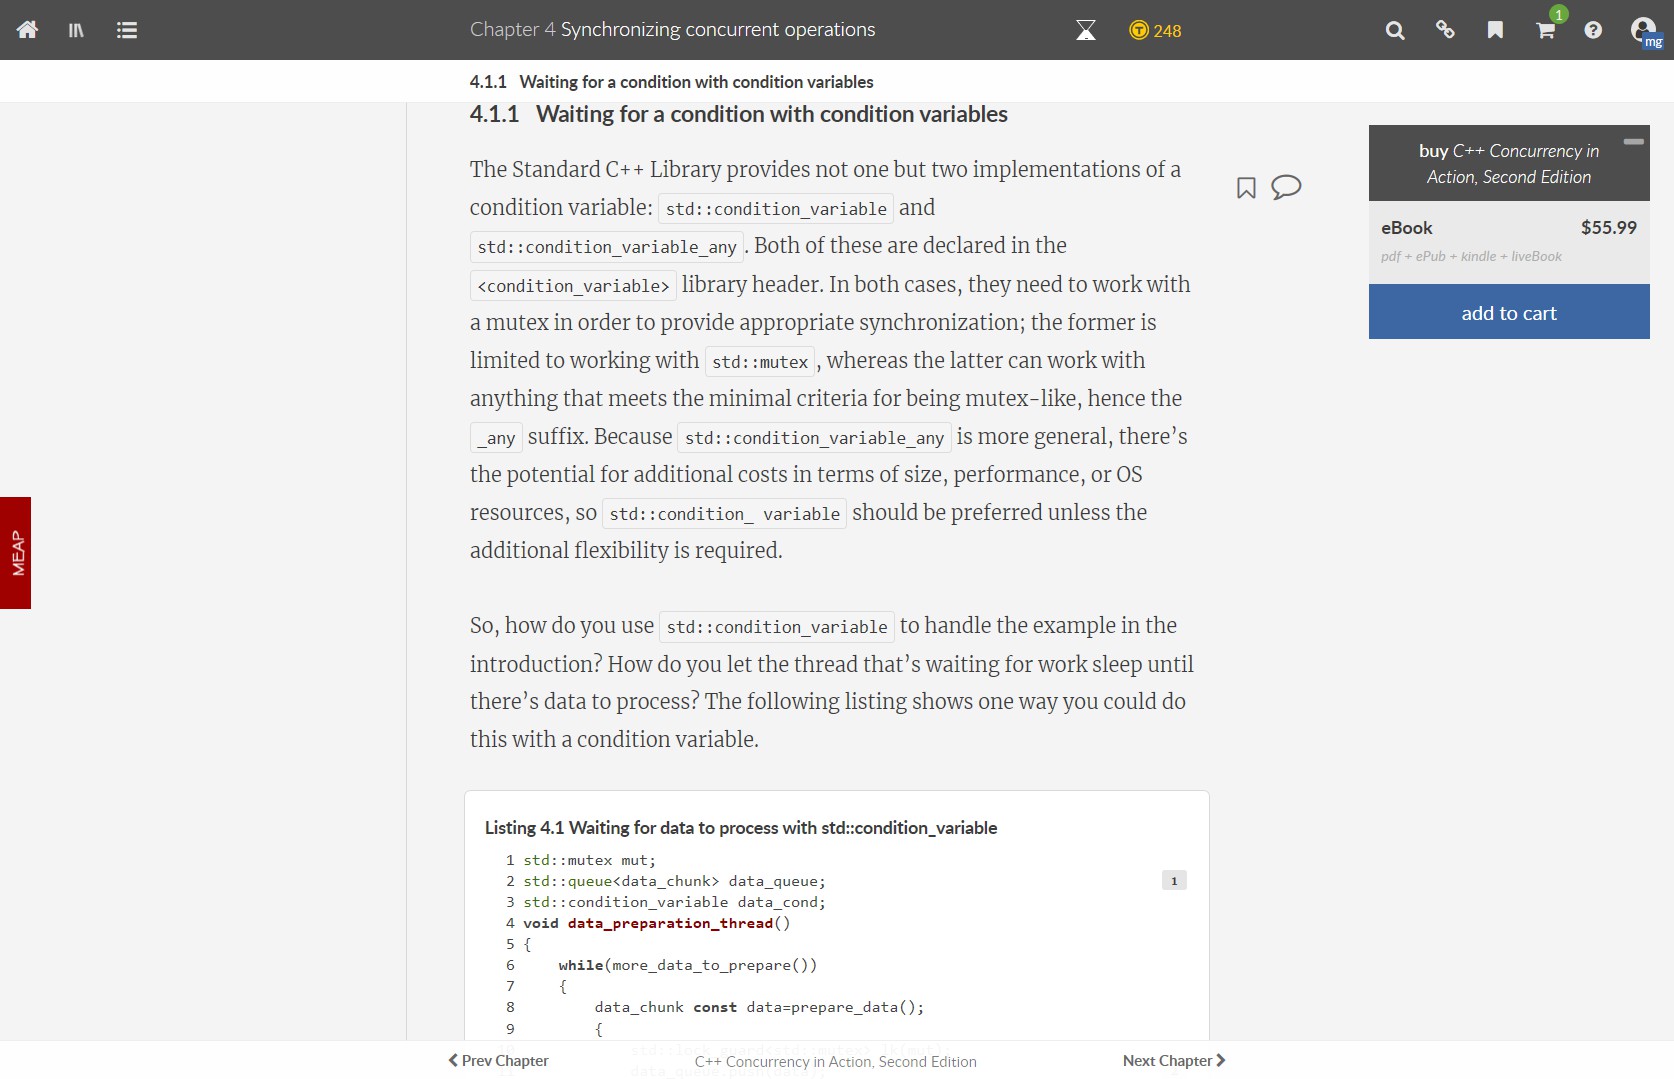 Chapter 4 Synchronizing concurrent operations
248
1
mg
4.1.1 Waiting for a condition with condition variables
4.1.1 Waiting for a condition with condition variables
The Standard C++ Library provides not one but two implementations of a
condition variable: std::condition_variable and
std::condition_variable_any. Both of these are declared in the
<condition_variable> library header. In both cases, they need to work with
a mutex in order to provide appropriate synchronization; the former is
limited to working with std::mutex, whereas the latter can work with
anything that meets the minimal criteria for being mutex-like, hence the
_any suffix. Because std::condition_variable_any is more general, there’s
the potential for additional costs in terms of size, performance, or OS
resources, so std::condition_ variable should be preferred unless the
additional flexibility is required.
So, how do you use std::condition_variable to handle the example in the
introduction? How do you let the thread that’s waiting for work sleep until
there’s data to process? The following listing shows one way you could do
this with a condition variable.
Listing 4.1 Waiting for data to process with std::condition_variable
1 std::mutex mut;
2 std::queue<data_chunk> data_queue;
1
3 std::condition_variable data_cond;
4 void data_preparation_thread()
5 {
6     while(more_data_to_prepare())
7     {
8         data_chunk const data=prepare_data();
9         {
10             std::lock_guard<std::mutex> lk(mut);
11             data_queue.push(data);
buy C++ Concurrency in
Action, Second Edition
eBook $55.99
pdf + ePub + kindle + liveBook
add to cart
MEAP
Prev Chapter
C++ Concurrency in Action, Second Edition
Next Chapter